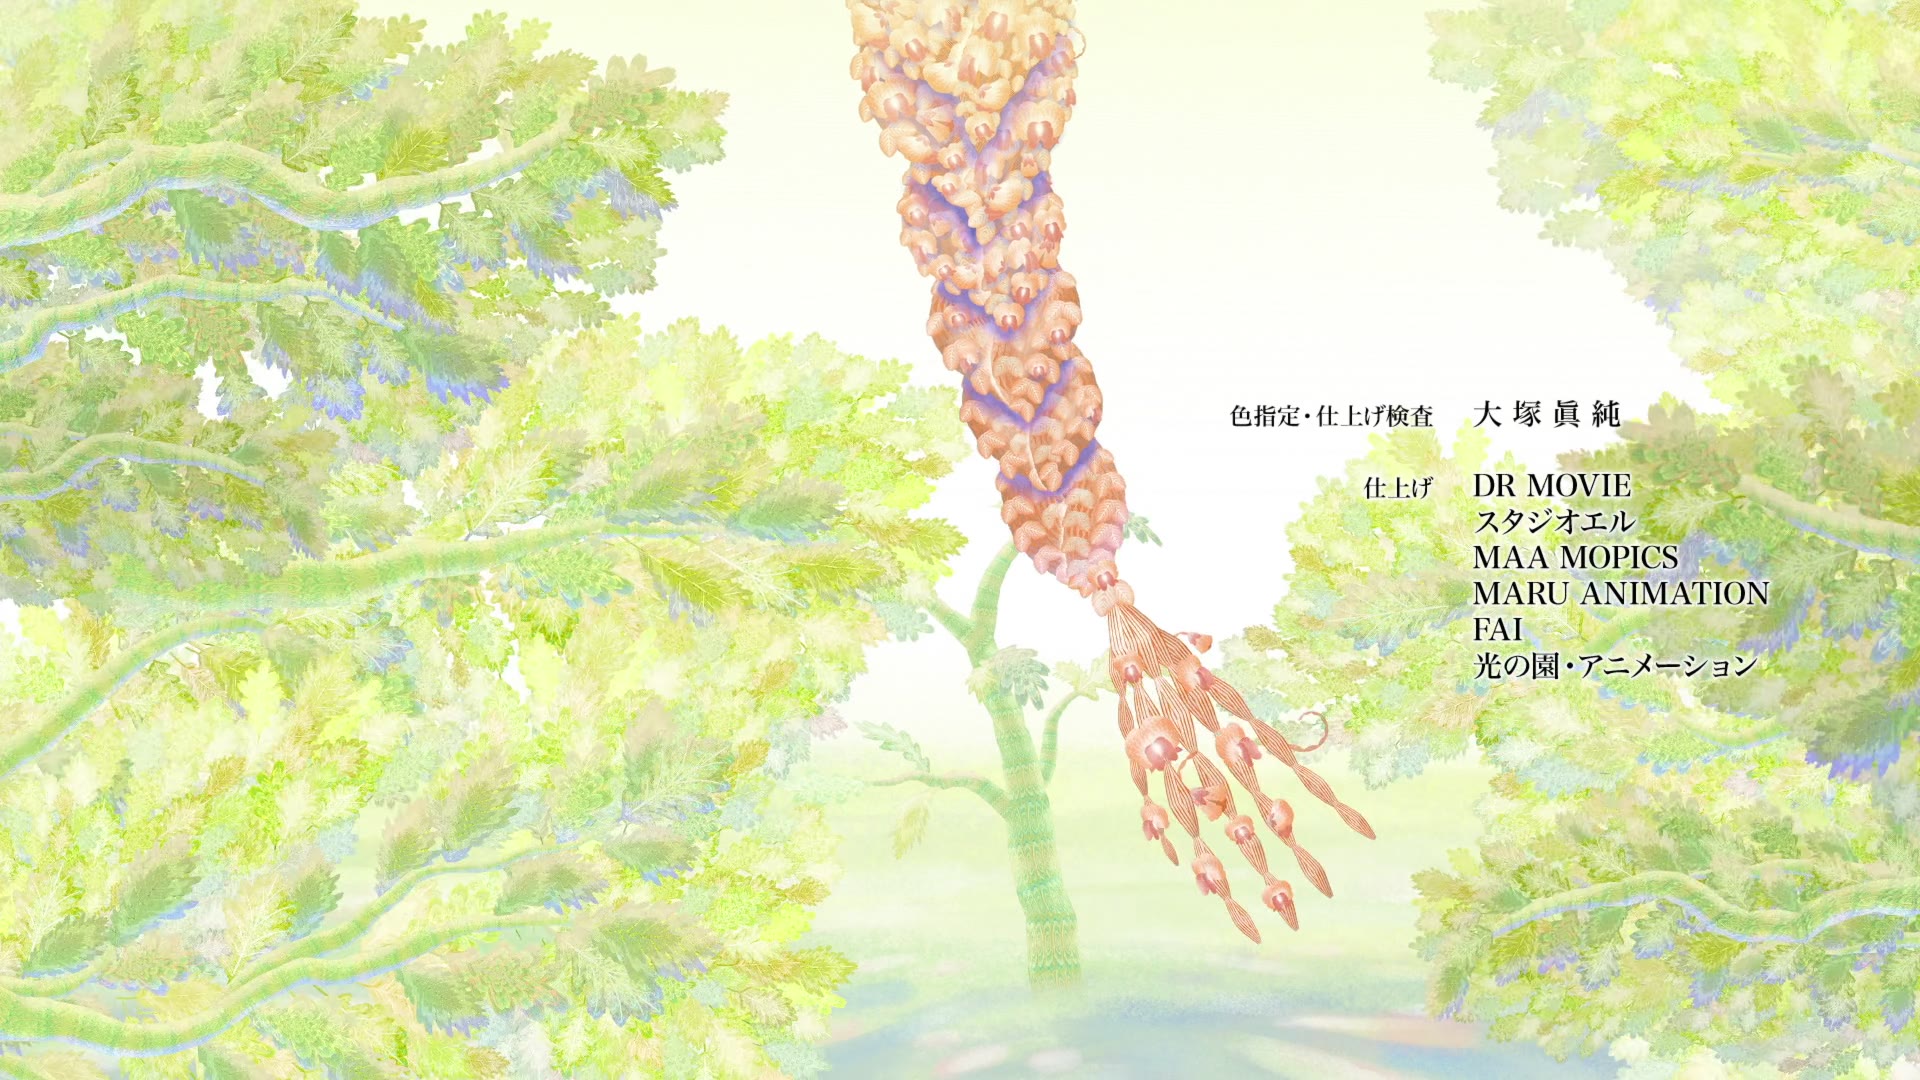 色指定・仕上げ検査 大塚眞純
仕上げ DR MOVIE
スタジオエル
MAA MOPICS
MARU ANIMATION
FAI
光の園・アニメーション